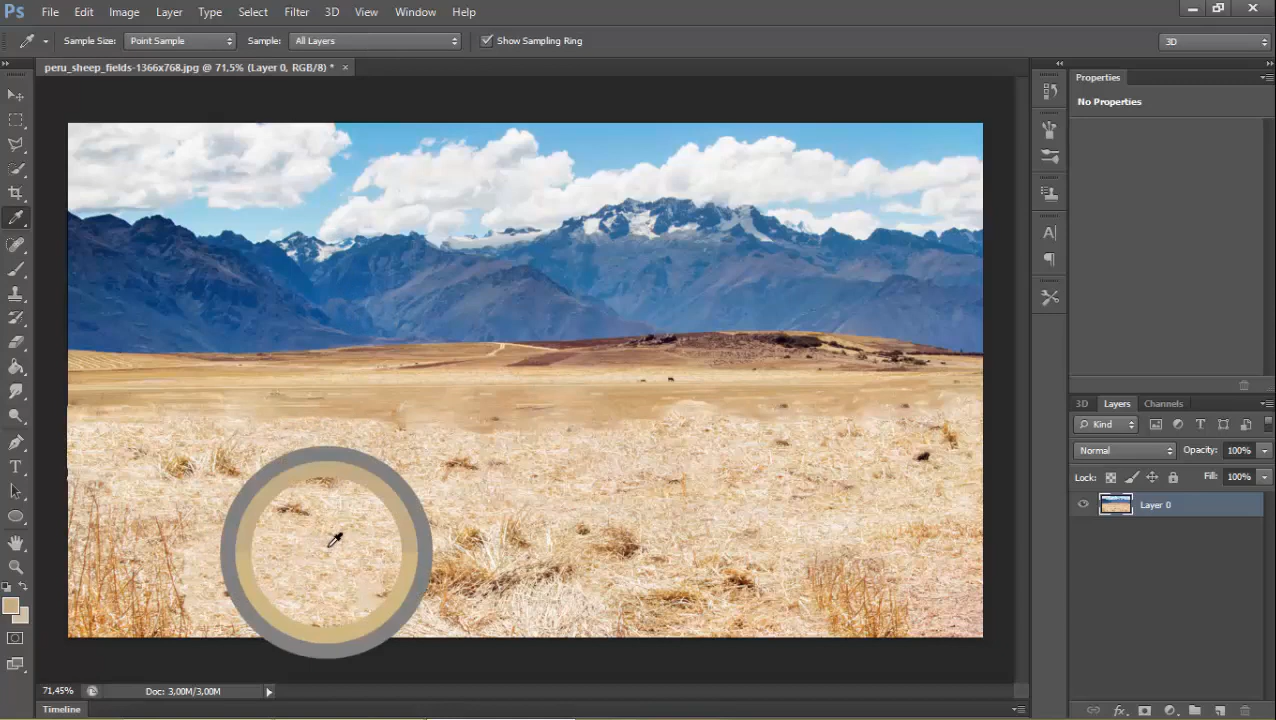 Ps File Edit Image Layer Type Select Filter 3D View Window Help
Sample Size: Point Sample Sample: All Layers Show Sampling Ring 3D
peru_sheep_fields-1366x768.jpg @ 71,5% (Layer 0, RGB/8) * ×
Properties
No Properties
3D Layers Channels
Kind
Normal Opacity: 100%
Lock: Fill: 100%
Layer 0
71,45% Doc: 3,00M/3,00M
Timeline